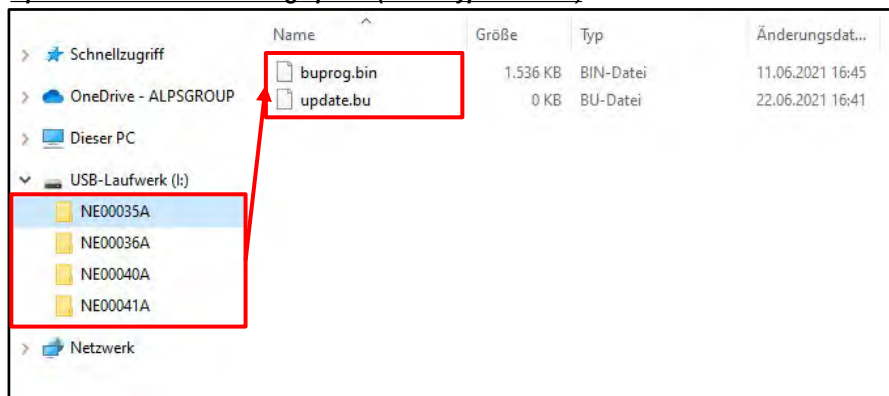 Name Größe Typ Änderungsdat...
Schnellzugriff
buprog.bin 1.536 KB BIN-Datei 11.06.2021 16:45
OneDrive - ALPSGROUP
update.bu 0 KB BU-Datei 22.06.2021 16:41
Dieser PC
USB-Laufwerk (I:)
NE00035A
NE00036A
NE00040A
NE00041A
Netzwerk